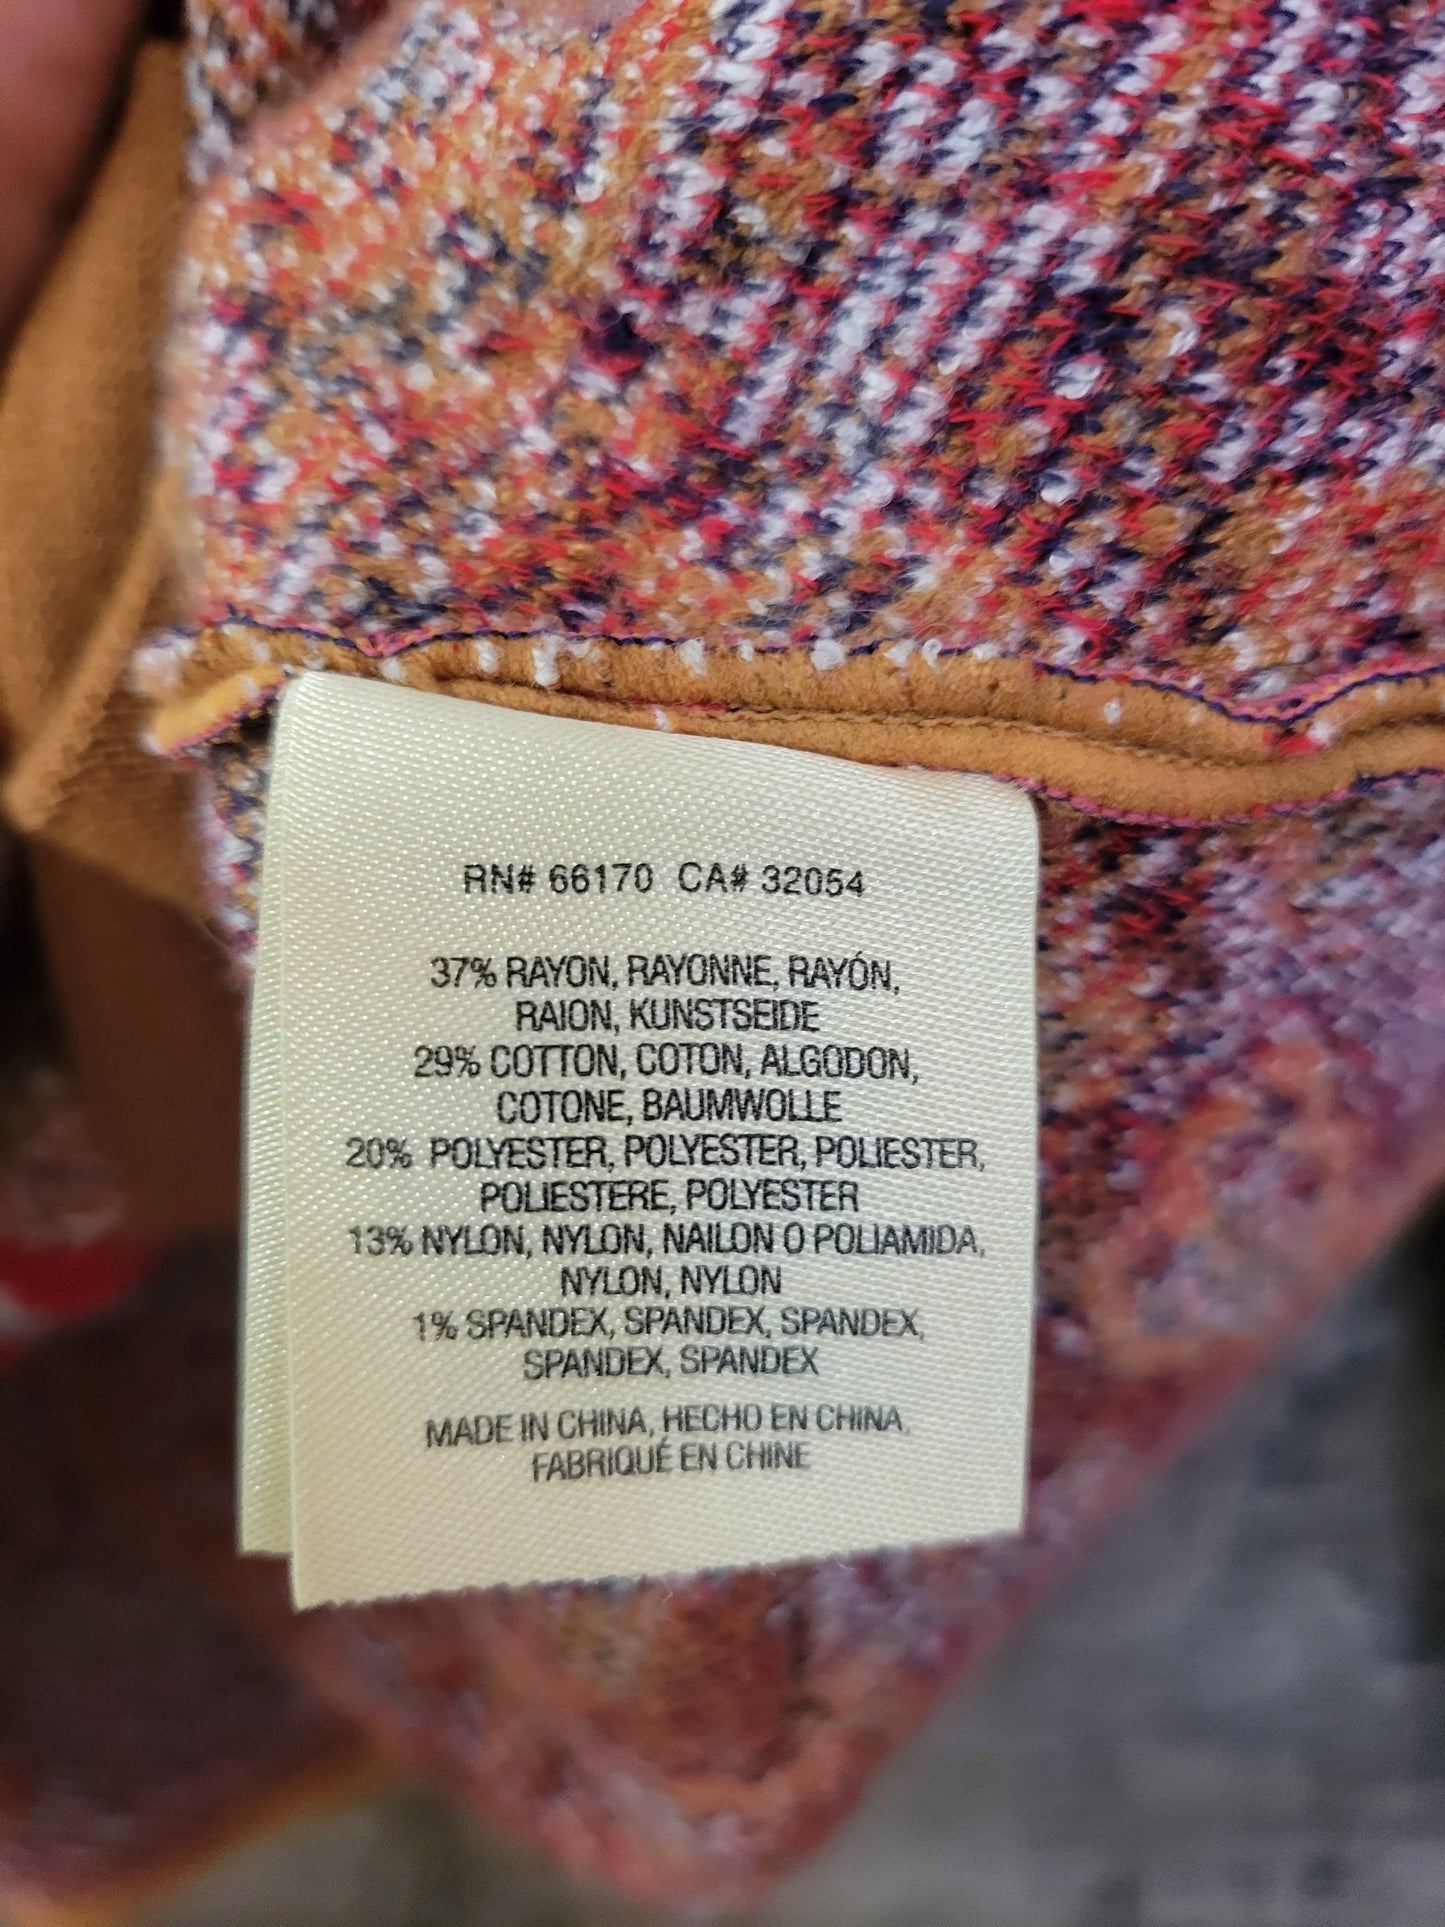 RN# 66170 CA# 32054
37% RAYON, RAYONNE, RAYÓN,
RAION, KUNSTSEIDE
29% COTTON, COTON, ALGODON,
COTONE, BAUMWOLLE
20% POLYESTER, POLYESTER, POLIESTER,
POLIESTERE, POLYESTER
13% NYLON, NYLON, NAILON O POLIAMIDA,
NYLON, NYLON
1% SPANDEX, SPANDEX, SPANDEX,
SPANDEX, SPANDEX
MADE IN CHINA, HECHO EN CHINA,
FABRIQUÉ EN CHINE